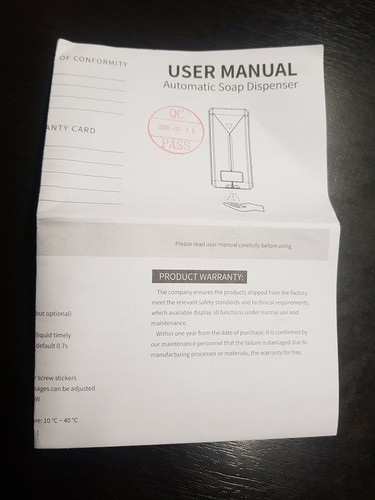 OF CONFORMITY
ANTY CARD
but optional)
liquid timely
default 0.7s
screw stickers
tages can be adjusted
W
re: 10 °C ~ 40 °C
USER MANUAL
Automatic Soap Dispenser
QC
PASS
Please read user manual carefully before using
PRODUCT WARRANTY:
The company ensures the products shipped from the factory
meet the relevant safety standards and technical requirements,
which available display all functions under normal use and
maintenance.
Within one year from the date of purchase, it is confirmed by
our maintenance personnel that the failure is damaged due to
manufacturing processes or materials, the warranty for free.